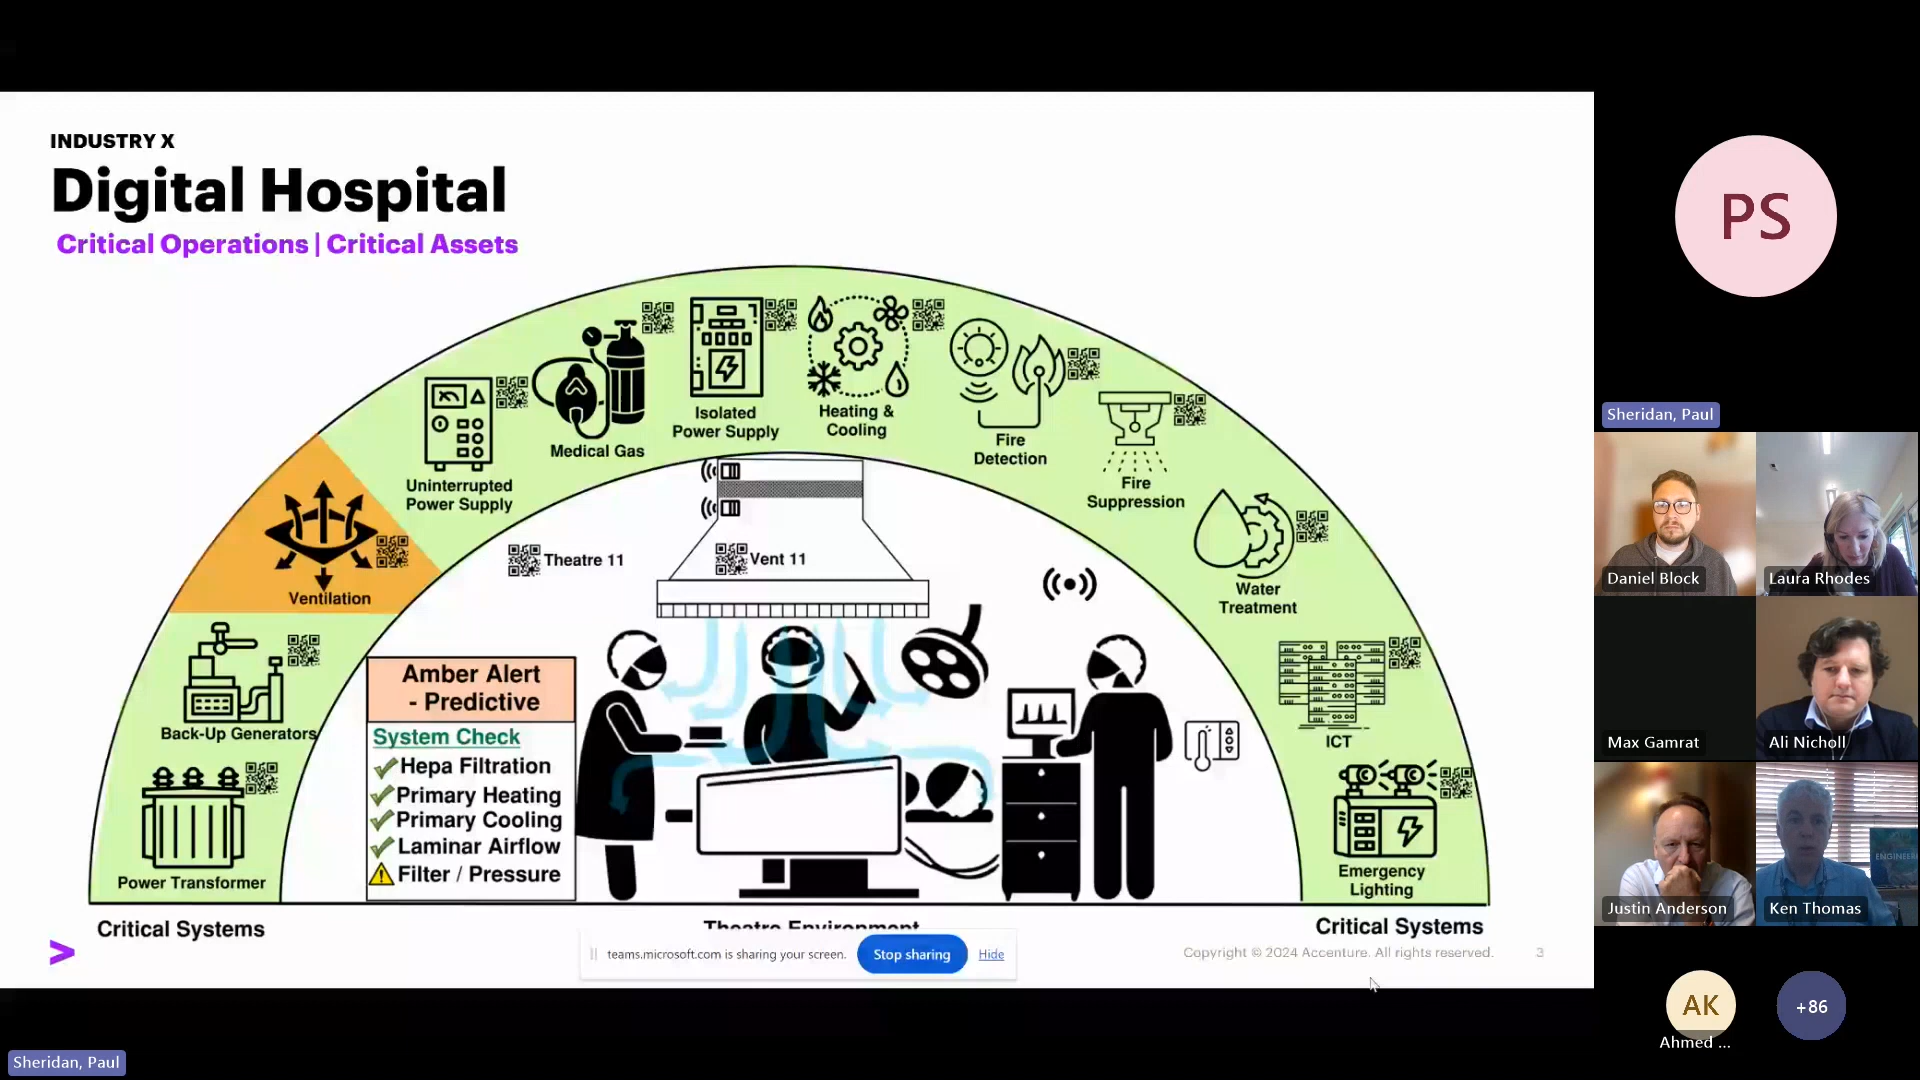 INDUSTRY X
Digital Hospital
Critical Operations | Critical Assets
Isolated
Power Supply
Heating &
Cooling
Medical Gas
Fire
Detection
Uninterrupted
Power Supply
Fire
Suppression
Theatre 11
Vent 11
Ventilation
Water
Treatment
Back-Up Generators
ICT
Power Transformer
Emergency
Lighting
Amber Alert
- Predictive
System Check
Hepa Filtration
Primary Heating
Primary Cooling
Laminar Airflow
Filter / Pressure
Critical Systems
Theatre Environment
Critical Systems
teams.microsoft.com is sharing your screen.
Stop sharing
Hide
Copyright © 2024 Accenture. All rights reserved.
3
PS
Sheridan, Paul
Daniel Block
Laura Rhodes
Max Gamrat
Ali Nicholl
ENGINEERI
Justin Anderson
Ken Thomas
AK
+86
Ahmed ...
Sheridan, Paul